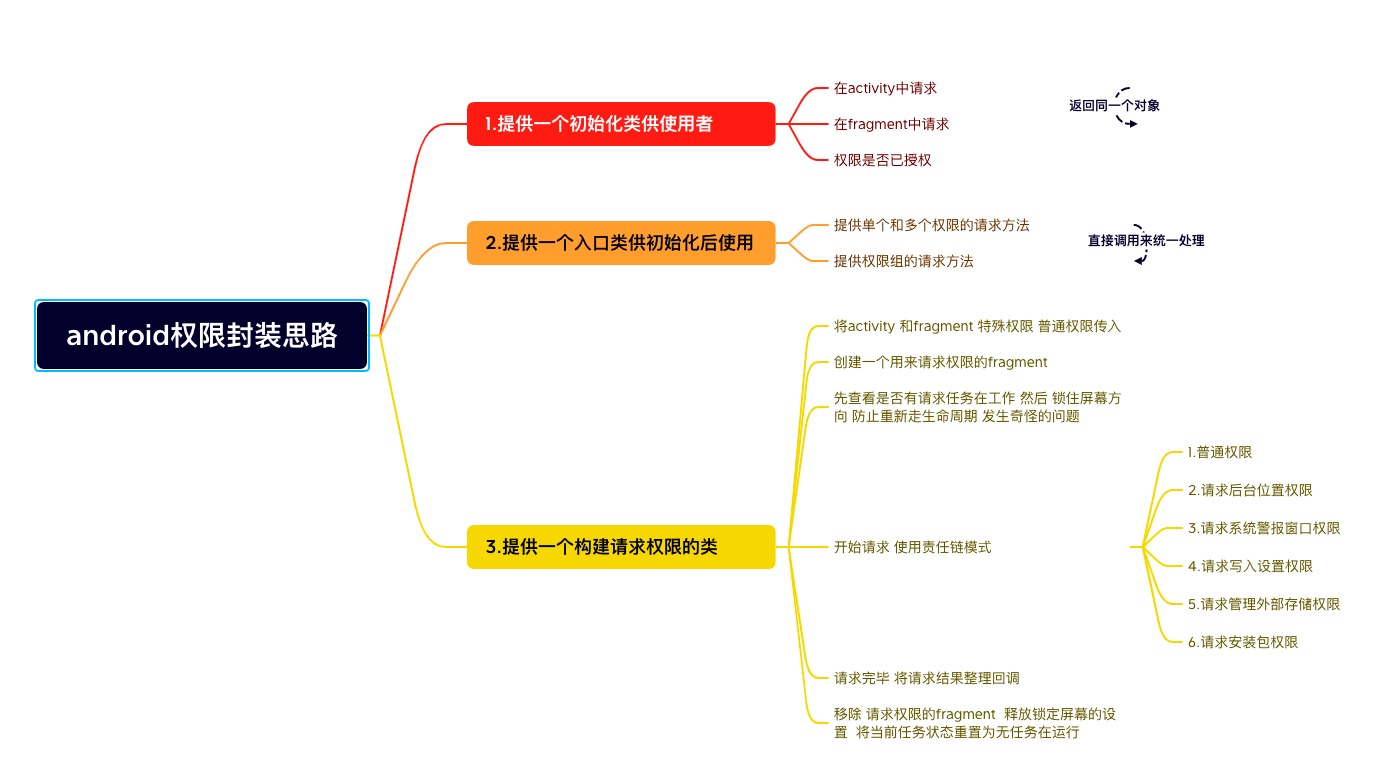 android权限封装思路
1.提供一个初始化类供使用者
在activity中请求
在fragment中请求
权限是否已授权
返回同一个对象
2.提供一个入口类供初始化后使用
提供单个和多个权限的请求方法
提供权限组的请求方法
直接调用来统一处理
3.提供一个构建请求权限的类
将activity 和fragment 特殊权限 普通权限传入
创建一个用来请求权限的fragment
先查看是否有请求任务在工作 然后 锁住屏幕方
向 防止重新走生命周期 发生奇怪的问题
开始请求 使用责任链模式
1.普通权限
2.请求后台位置权限
3.请求系统警报窗口权限
4.请求写入设置权限
5.请求管理外部存储权限
6.请求安装包权限
请求完毕 将请求结果整理回调
移除 请求权限的fragment  释放锁定屏幕的设
置  将当前任务状态重置为无任务在运行